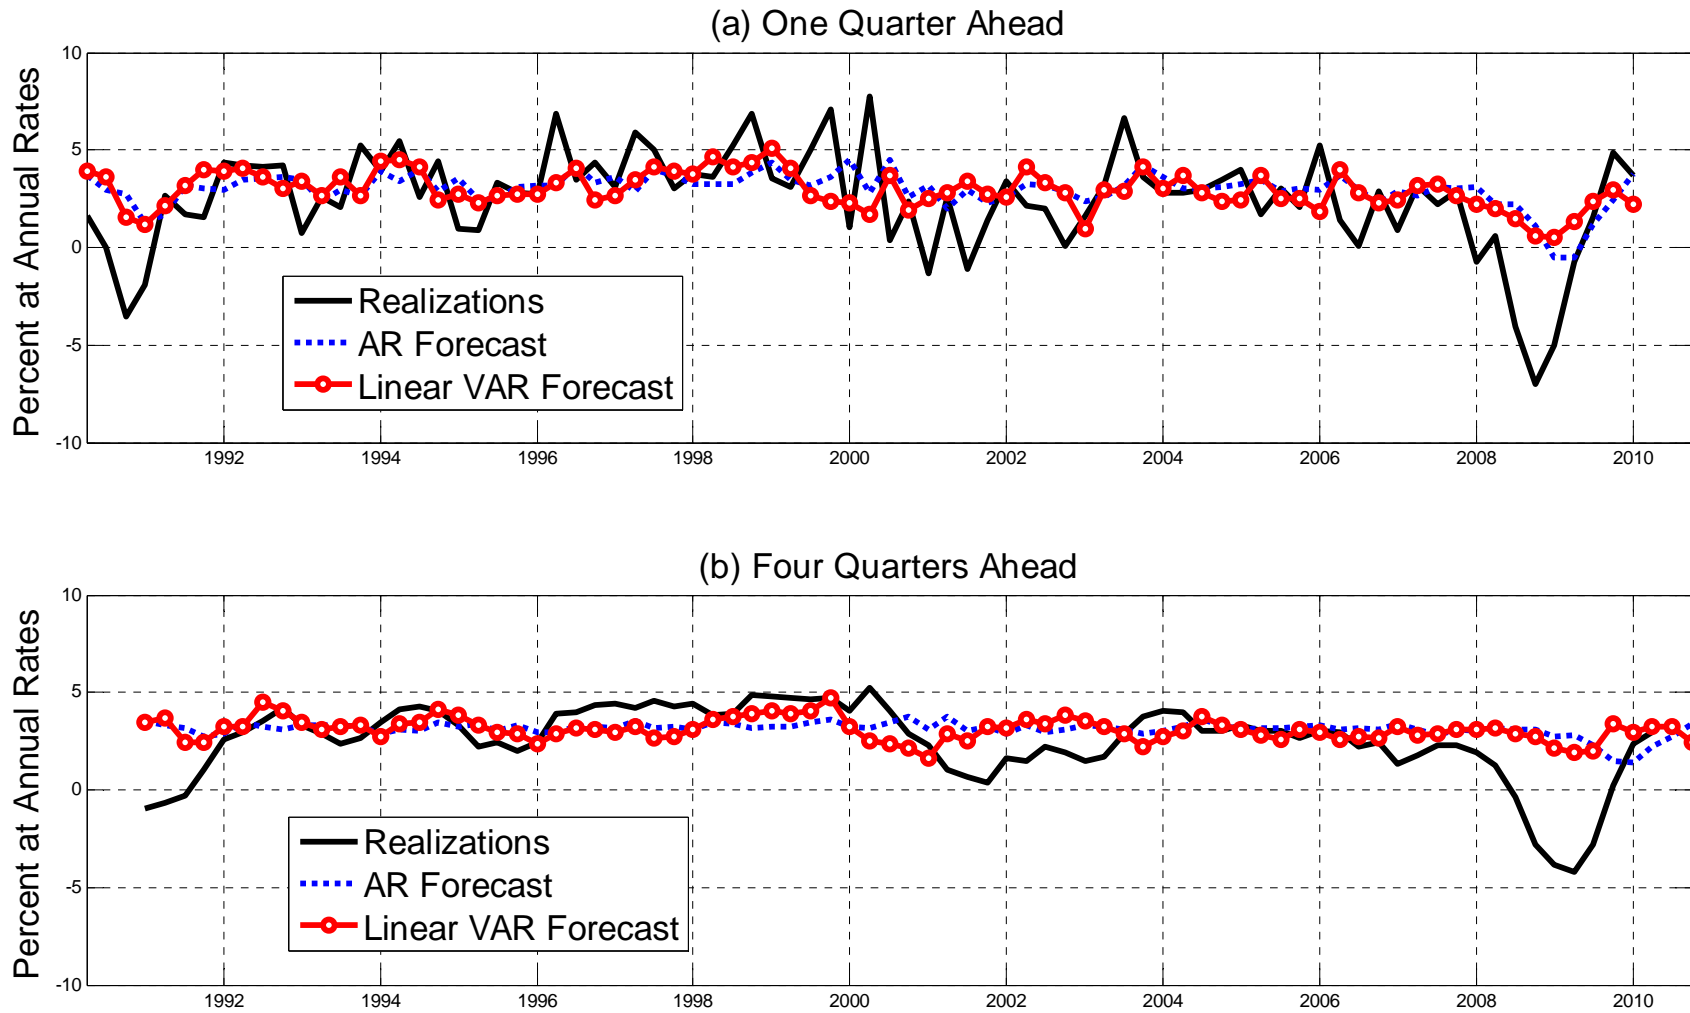 (a) One Quarter Ahead
Percent at Annual Rates
10
5
0
-5
-10
Realizations
AR Forecast
Linear VAR Forecast
1992 1994 1996 1998 2000 2002 2004 2006 2008 2010
(b) Four Quarters Ahead
Percent at Annual Rates
10
5
0
-5
-10
Realizations
AR Forecast
Linear VAR Forecast
1992 1994 1996 1998 2000 2002 2004 2006 2008 2010